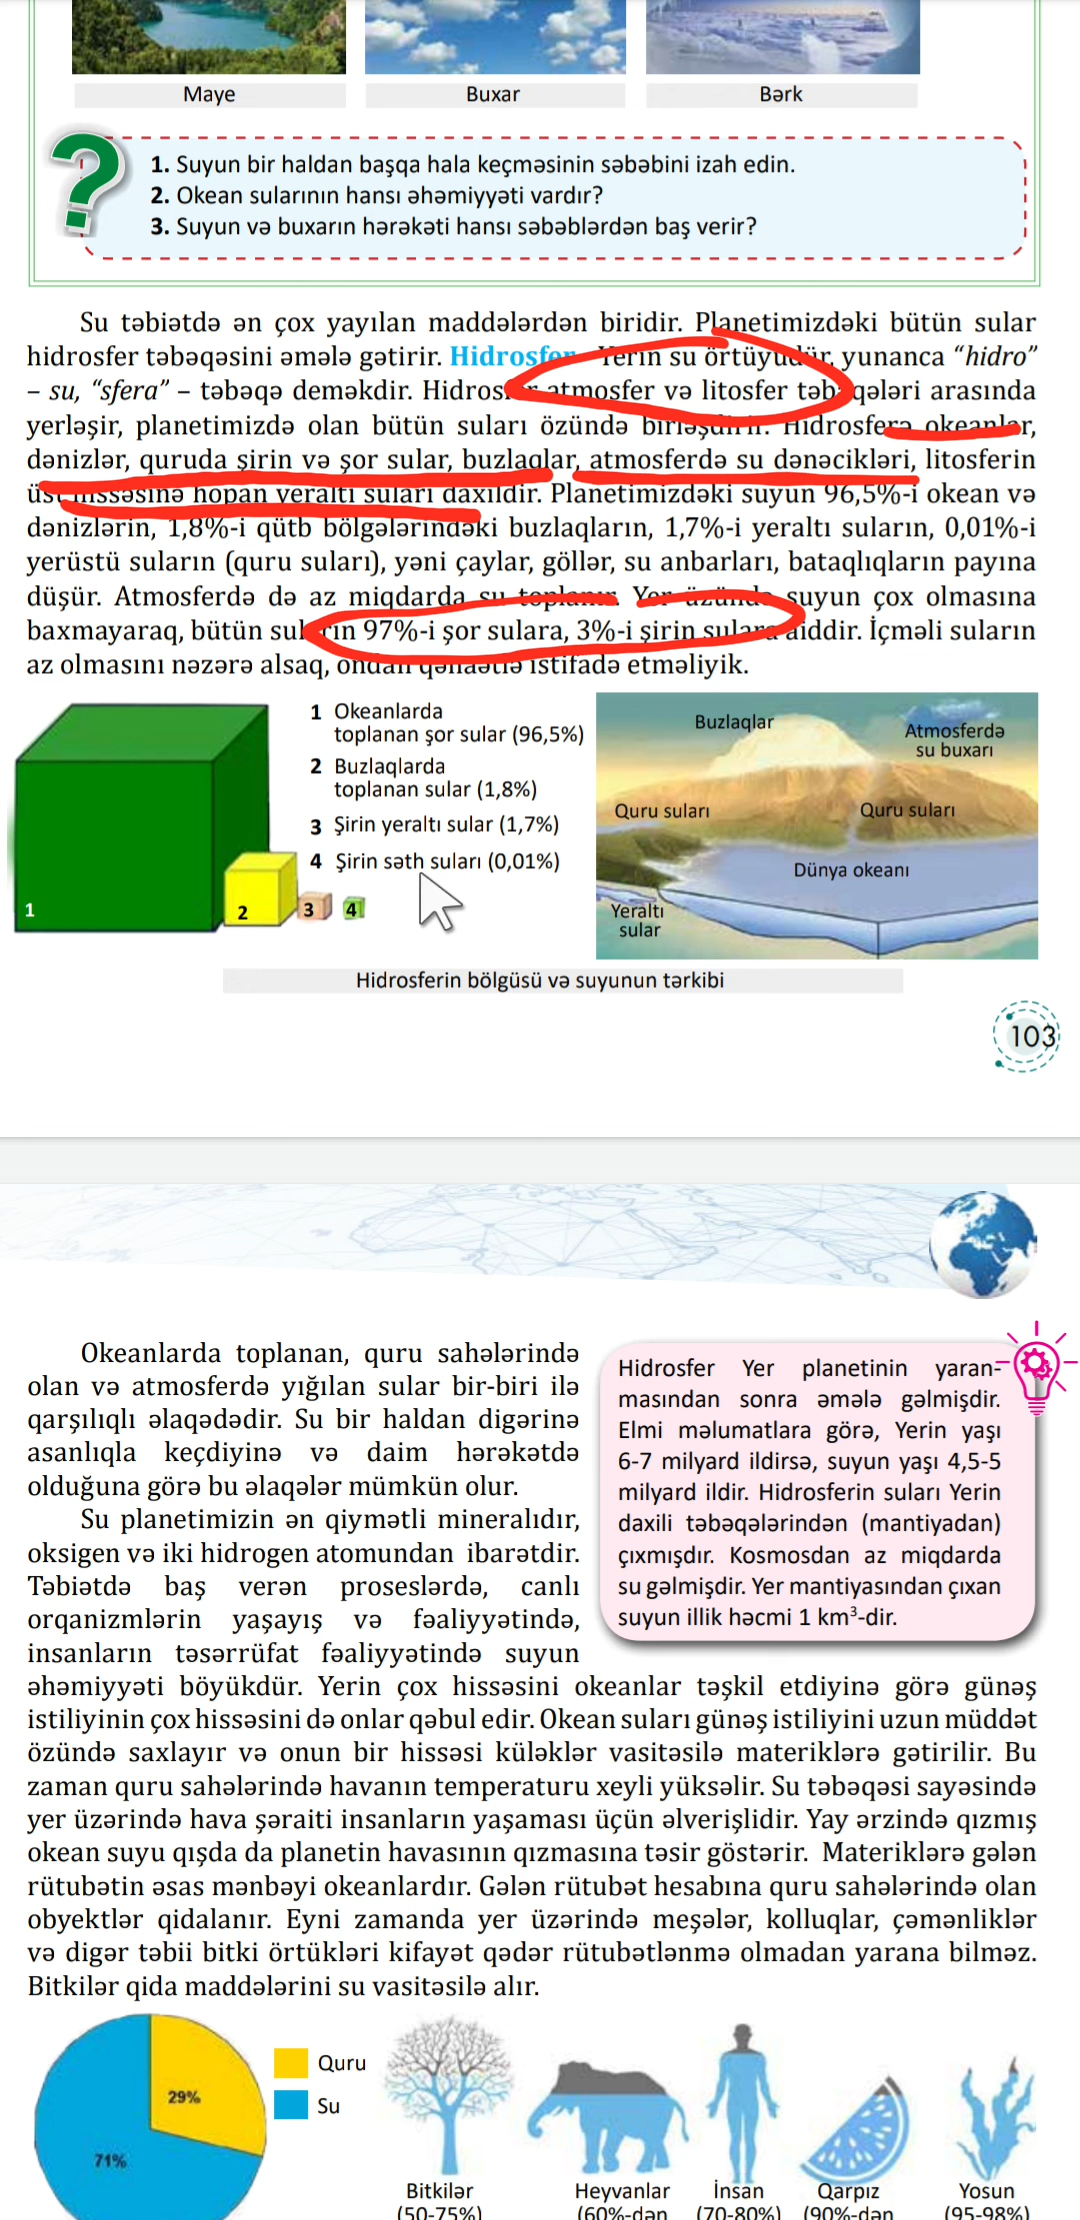 Maye
Buxar
Bərk
1. Suyun bir haldan başqa hala keçməsinin səbəbini izah edin.
2. Okean sularının hansı əhəmiyyəti vardır?
3. Suyun və buxarın hərəkəti hansı səbəblərdən baş verir?
Su təbiətdə ən çox yayılan maddələrdən biridir. Planetimizdəki bütün sular
hidrosfer təbəqəsini əmələ gətirir. Hidrosfer – Yerin su örtüyüdür, yunanca “hidro”
– su, “sfera” – təbəqə deməkdir. Hidrosfer atmosfer və litosfer təbəqələri arasında
yerləşir, planetimizdə olan bütün suları özündə birləşdirir. Hidrosferə okeanlar,
dənizlər, quruda şirin və şor sular, buzlaqlar, atmosferdə su dənəcikləri, litosferin
üst hissəsinə hopan yeraltı suları daxildir. Planetimizdəki suyun 96,5%-i okean və
dənizlərin, 1,8%-i qütb bölgələrindəki buzlaqların, 1,7%-i yeraltı suların, 0,01%-i
yerüstü suların (quru suları), yəni çaylar, göllər, su anbarları, bataqlıqların payına
düşür. Atmosferdə də az miqdarda su toplanır. Yer üzündə suyun çox olmasına
baxmayaraq, bütün suların 97%-i şor sulara, 3%-i şirin sulara aiddir. İçməli suların
az olmasını nəzərə alsaq, ondan qənaətlə istifadə etməliyik.
1 Okeanlarda
toplanan şor sular (96,5%)
2 Buzlaqlarda
toplanan sular (1,8%)
3 Şirin yeraltı sular (1,7%)
4 Şirin səth suları (0,01%)
1
2
3
4
Buzlaqlar
Atmosferdə
su buxarı
Quru suları
Quru suları
Dünya okeanı
Yeraltı
sular
Hidrosferin bölgüsü və suyunun tərkibi
103
Okeanlarda toplanan, quru sahələrində
olan və atmosferdə yığılan sular bir-biri ilə
qarşılıqlı əlaqədədir. Su bir haldan digərinə
asanlıqla keçdiyinə və daim hərəkətdə
olduğuna görə bu əlaqələr mümkün olur.
Su planetimizin ən qiymətli mineralıdır,
oksigen və iki hidrogen atomundan ibarətdir.
Təbiətdə baş verən proseslərdə, canlı
orqanizmlərin yaşayış və fəaliyyətində,
insanların təsərrüfat fəaliyyətində suyun
Hidrosfer Yer planetinin yaran-
masından sonra əmələ gəlmişdir.
Elmi məlumatlara görə, Yerin yaşı
6-7 milyard ildirsə, suyun yaşı 4,5-5
milyard ildir. Hidrosferin suları Yerin
daxili təbəqələrindən (mantiyadan)
çıxmışdır. Kosmosdan az miqdarda
su gəlmişdir. Yer mantiyasından çıxan
suyun illik həcmi 1 km³-dir.
əhəmiyyəti böyükdür. Yerin çox hissəsini okeanlar təşkil etdiyinə görə günəş
istiliyinin çox hissəsini də onlar qəbul edir. Okean suları günəş istiliyini uzun müddət
özündə saxlayır və onun bir hissəsi küləklər vasitəsilə materiklərə gətirilir. Bu
zaman quru sahələrində havanın temperaturu xeyli yüksəlir. Su təbəqəsi sayəsində
yer üzərində hava şəraiti insanların yaşaması üçün əlverişlidir. Yay ərzində qızmış
okean suyu qışda da planetin havasının qızmasına təsir göstərir. Materiklərə gələn
rütubətin əsas mənbəyi okeanlardır. Gələn rütubət hesabına quru sahələrində olan
obyektlər qidalanır. Eyni zamanda yer üzərində meşələr, kolluqlar, çəmənliklər
və digər təbii bitki örtükləri kifayət qədər rütubətlənmə olmadan yarana bilməz.
Bitkilər qida maddələrini su vasitəsilə alır.
29%
71%
Quru
Su
Bitkilər
(50-75%)
Heyvanlar
(60%-dən
İnsan
(70-80%)
Qarpız
(90%-dən
Yosun
(95-98%)